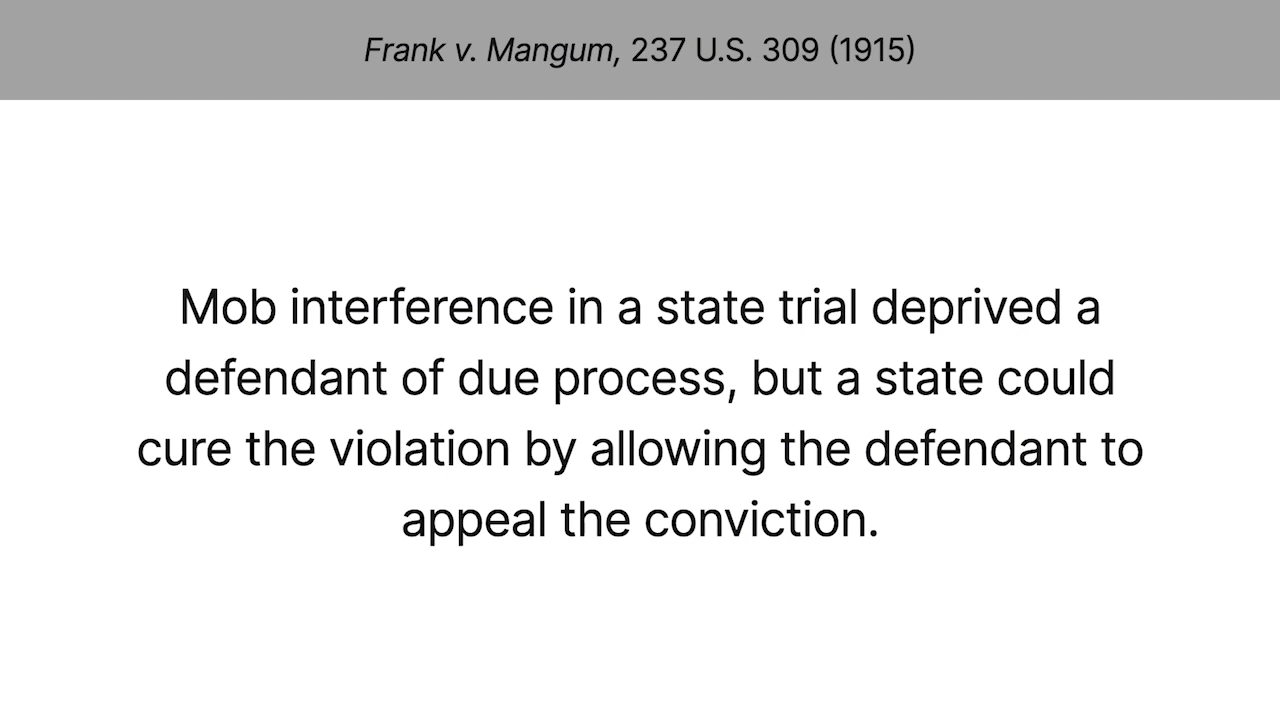 Frank v. Mangum, 237 U.S. 309 (1915)
Mob interference in a state trial deprived a
defendant of due process, but a state could
cure the violation by allowing the defendant to
appeal the conviction.